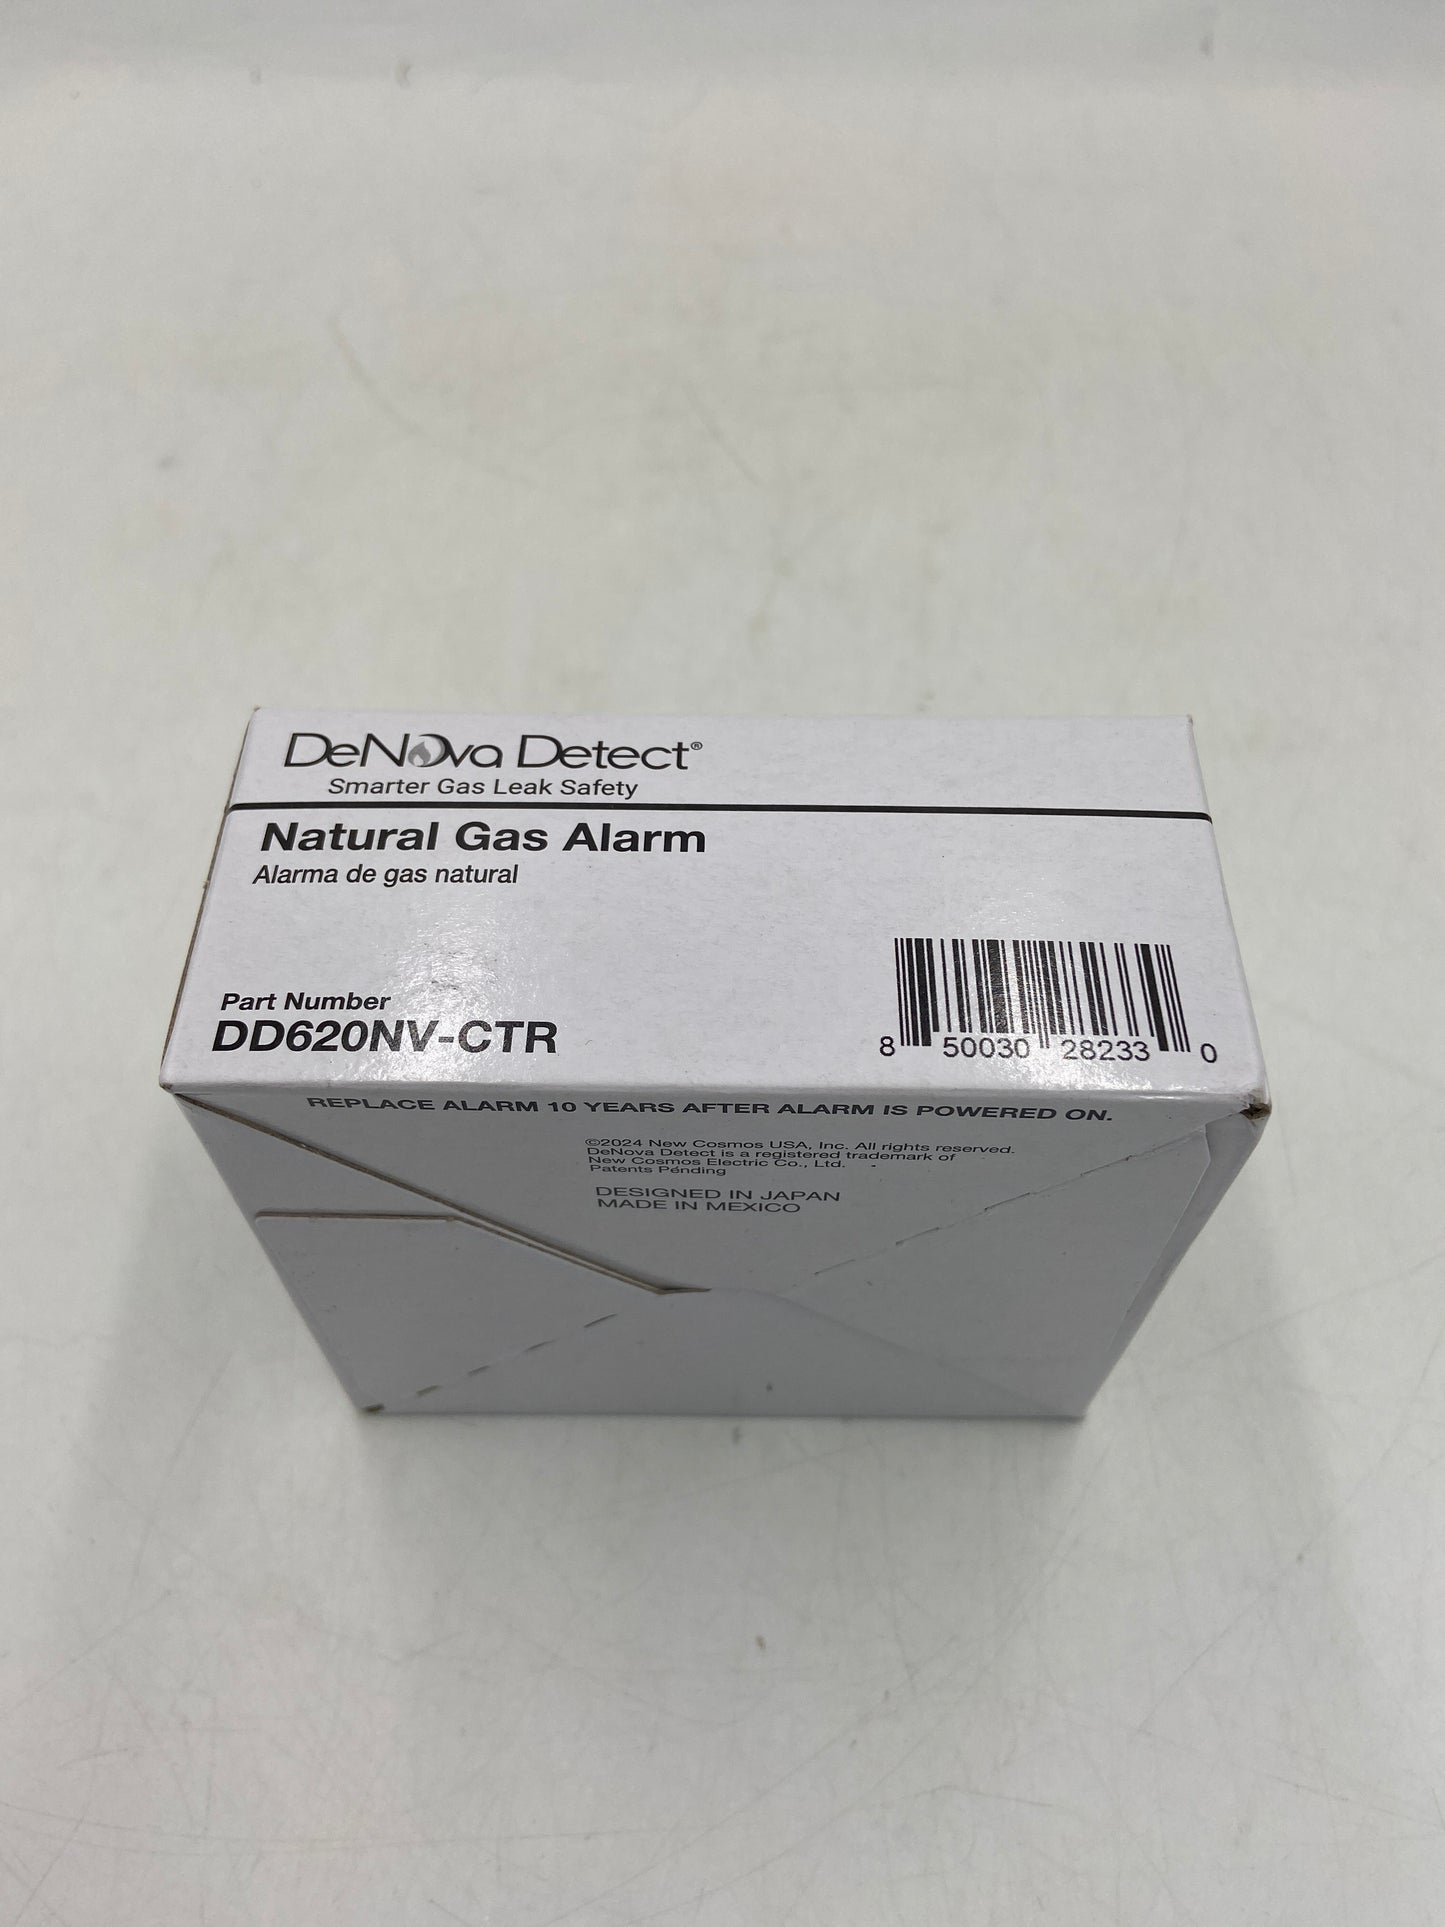 DeNova Detect®
Smarter Gas Leak Safety
Natural Gas Alarm
Alarma de gas natural
Part Number
DD620NV-CTR
8 50030 28233 0
REPLACE ALARM 10 YEARS AFTER ALARM IS POWERED ON.
©2024 New Cosmos USA, Inc. All rights reserved.
DeNova Detect is a registered trademark of
New Cosmos Electric Co., Ltd.
Patents Pending
DESIGNED IN JAPAN
MADE IN MEXICO